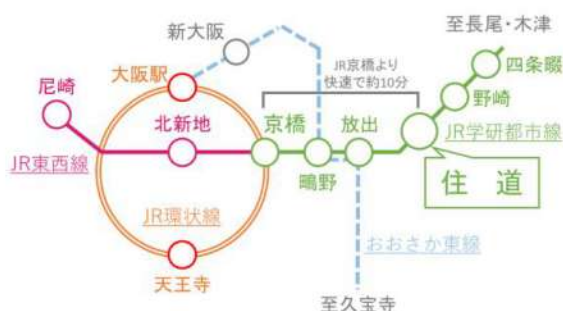 至長尾・木津
新大阪
四条畷
大阪駅
JR京橋より
快速で約10分
尼崎
野崎
北新地
京橋
放出
JR学研都市線
JR東西線
鴫野
住 道
JR環状線
おおさか東線
天王寺
至久宝寺